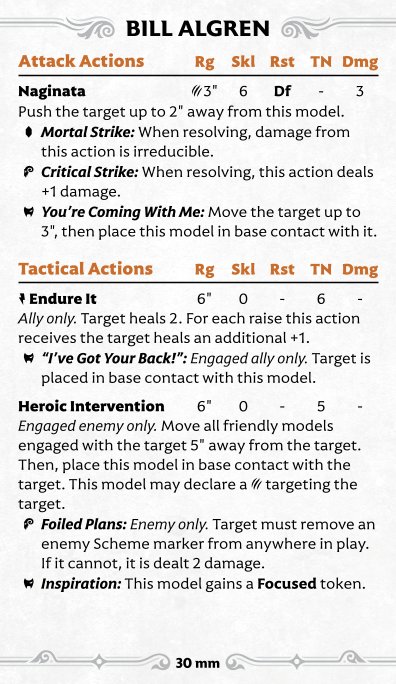 BILL ALGREN
Attack Actions Rg Skl Rst TN Dmg
Naginata 3" 6 Df - 3
Push the target up to 2" away from this model.
Mortal Strike: When resolving, damage from
this action is irreducible.
Critical Strike: When resolving, this action deals
+1 damage.
You're Coming With Me: Move the target up to
3", then place this model in base contact with it.
Tactical Actions Rg Skl Rst TN Dmg
Endure It 6" 0 - 6 -
Ally only. Target heals 2. For each raise this action
receives the target heals an additional +1.
"I've Got Your Back!": Engaged ally only. Target is
placed in base contact with this model.
Heroic Intervention 6" 0 - 5 -
Engaged enemy only. Move all friendly models
engaged with the target 5" away from the target.
Then, place this model in base contact with the
target. This model may declare a targeting the
target.
Foiled Plans: Enemy only. Target must remove an
enemy Scheme marker from anywhere in play.
If it cannot, it is dealt 2 damage.
Inspiration: This model gains a Focused token.
30 mm